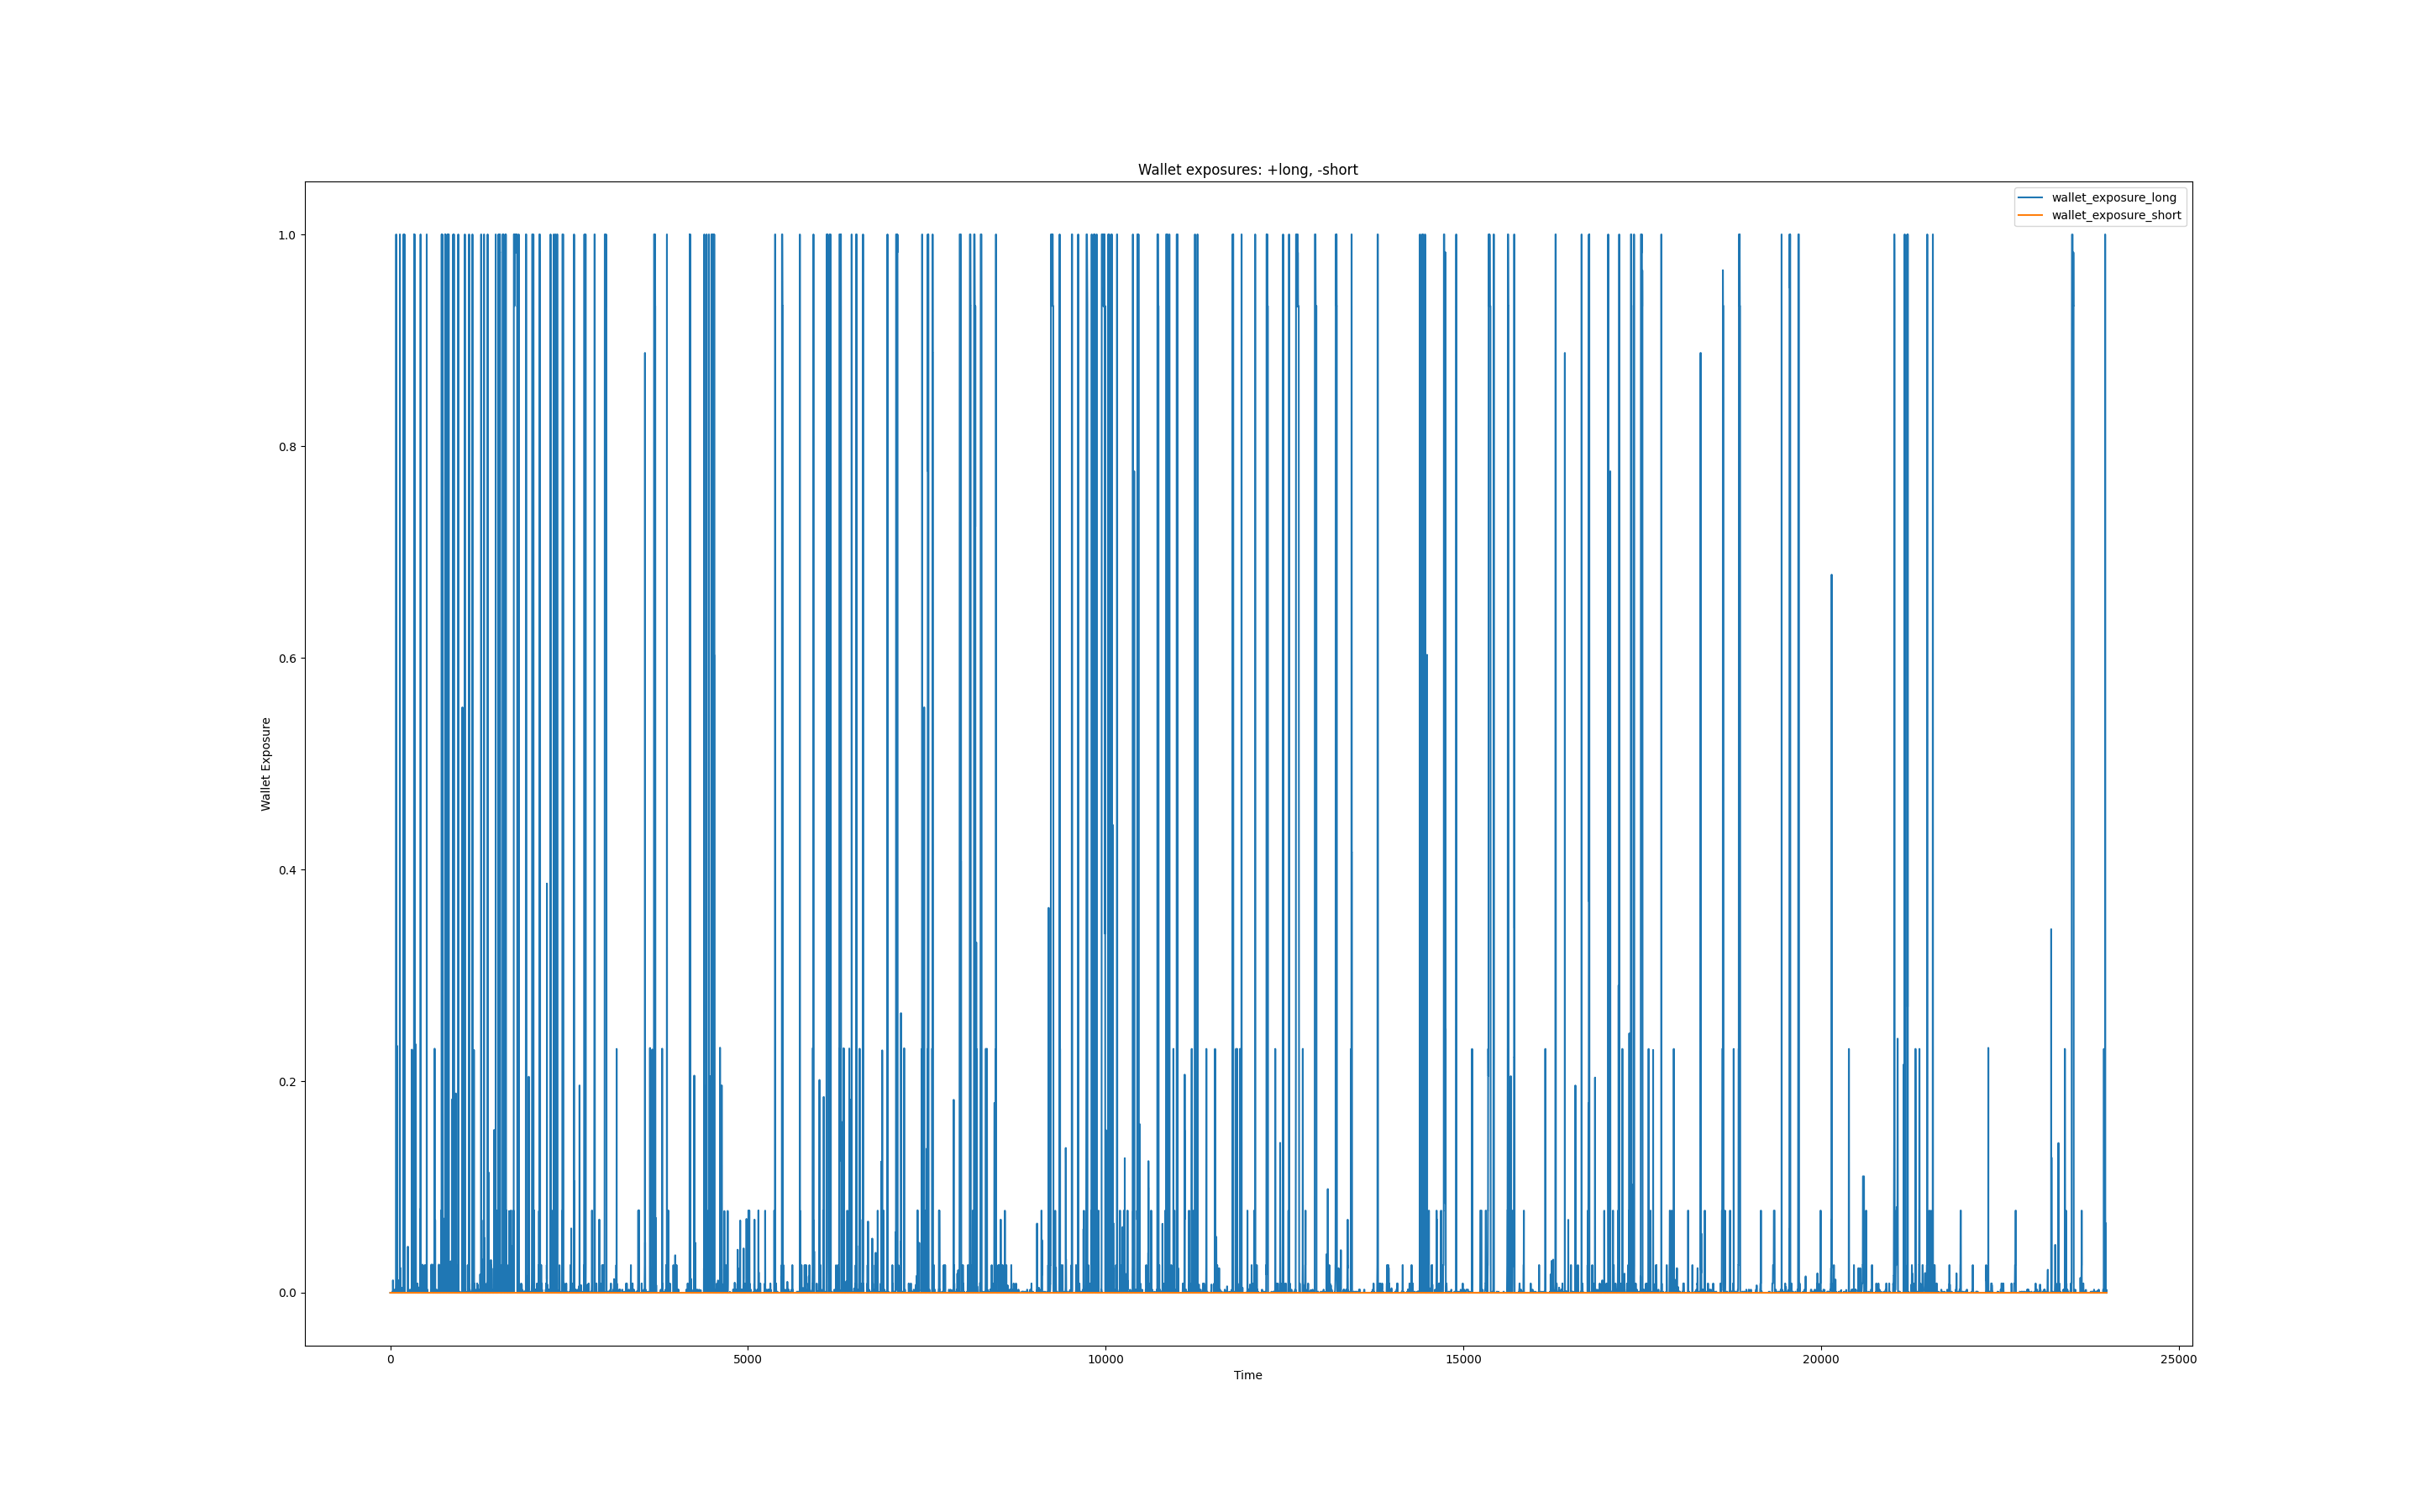 Wallet exposures: +long, -short
wallet_exposure_long
wallet_exposure_short
1.0
0.8
0.6
0.4
0.2
0.0
Wallet Exposure
0 5000 10000 15000 20000 25000
Time